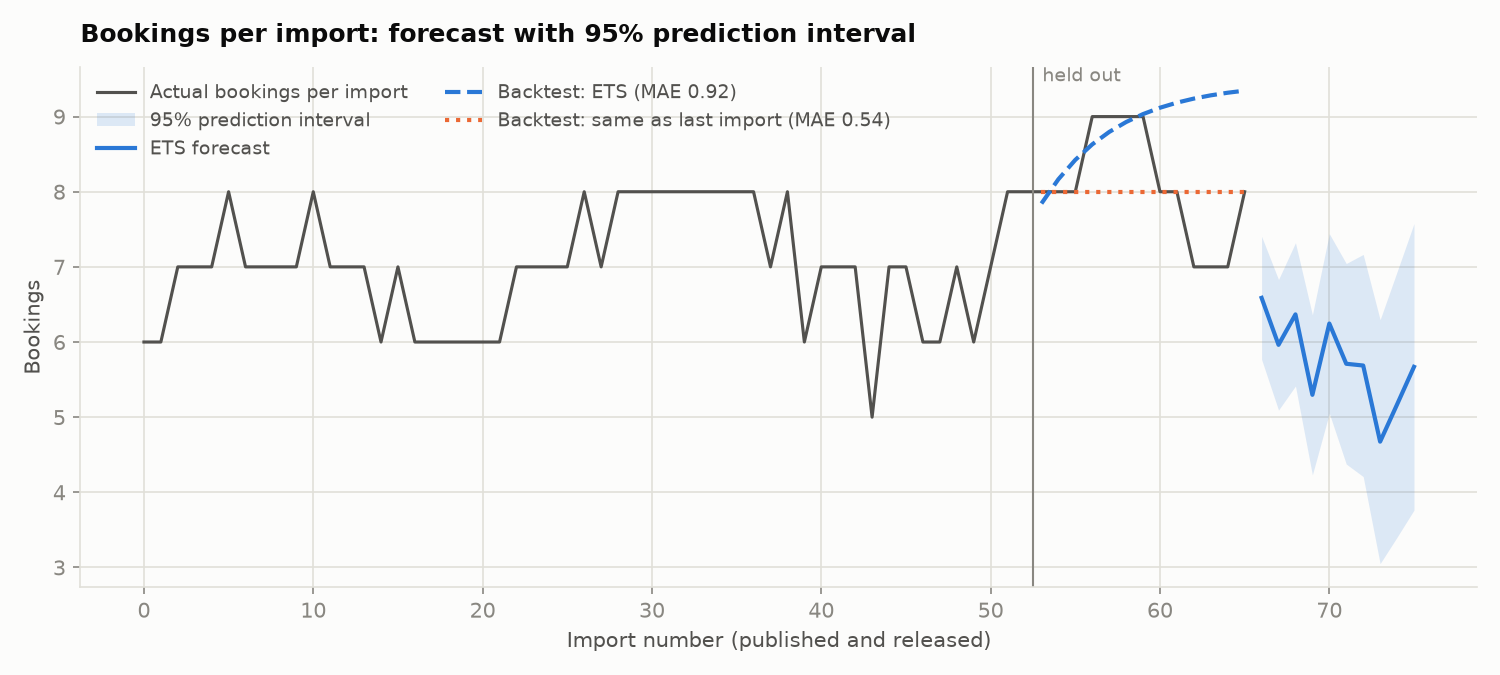 Bookings per import: forecast with 95% prediction interval
held out
Actual bookings per import
95% prediction interval
ETS forecast
Backtest: ETS (MAE 0.92)
Backtest: same as last import (MAE 0.54)
9
8
7
6
5
4
3
Bookings
0 10 20 30 40 50 60 70
Import number (published and released)